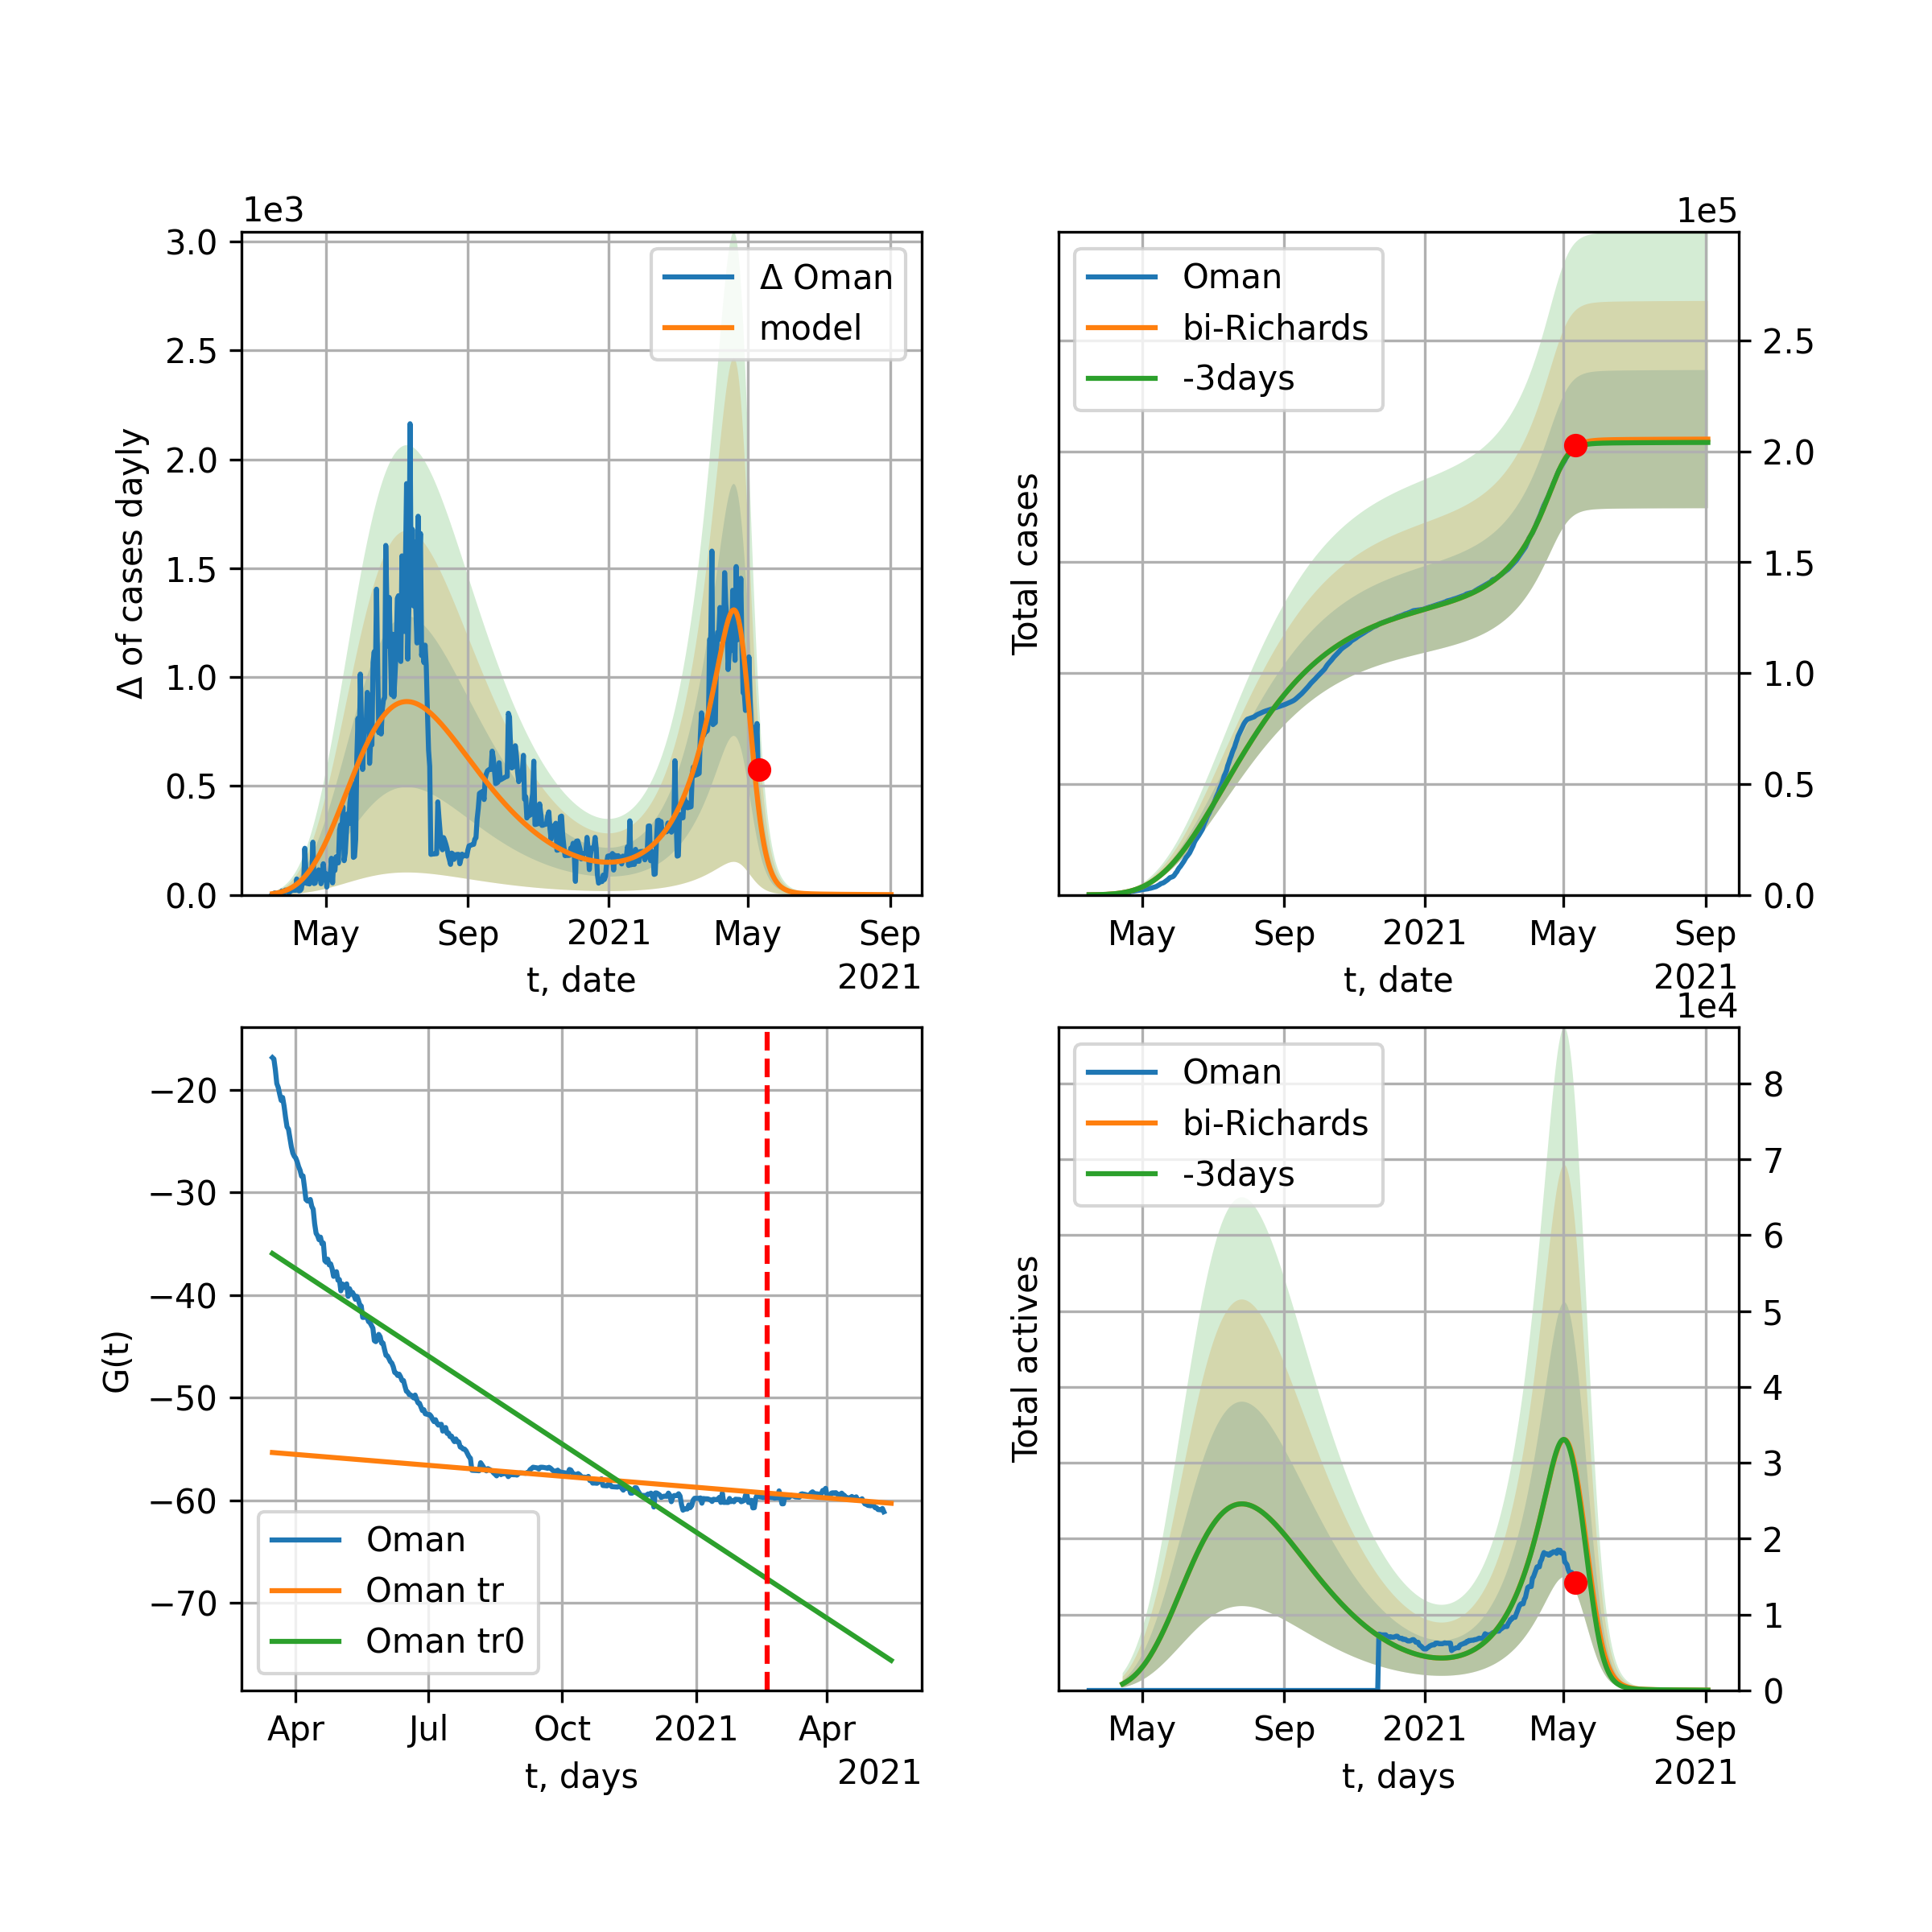 1e3
3.0
2.5
2.0
1.5
1.0
0.5
0.0
Δ of cases dayly
Δ Oman
model
May
Sep
2021
May
Sep
t, date
2021
1e5
Oman
bi-Richards
-3days
Total cases
2.5
2.0
1.5
1.0
0.5
0.0
May
Sep
2021
May
Sep
t, date
2021
−20
−30
−40
−50
−60
−70
G(t)
Oman
Oman tr
Oman tr0
Apr
Jul
Oct
2021
Apr
t, days
2021
1e4
Oman
bi-Richards
-3days
Total actives
8
7
6
5
4
3
2
1
0
May
Sep
2021
May
Sep
t, days
2021